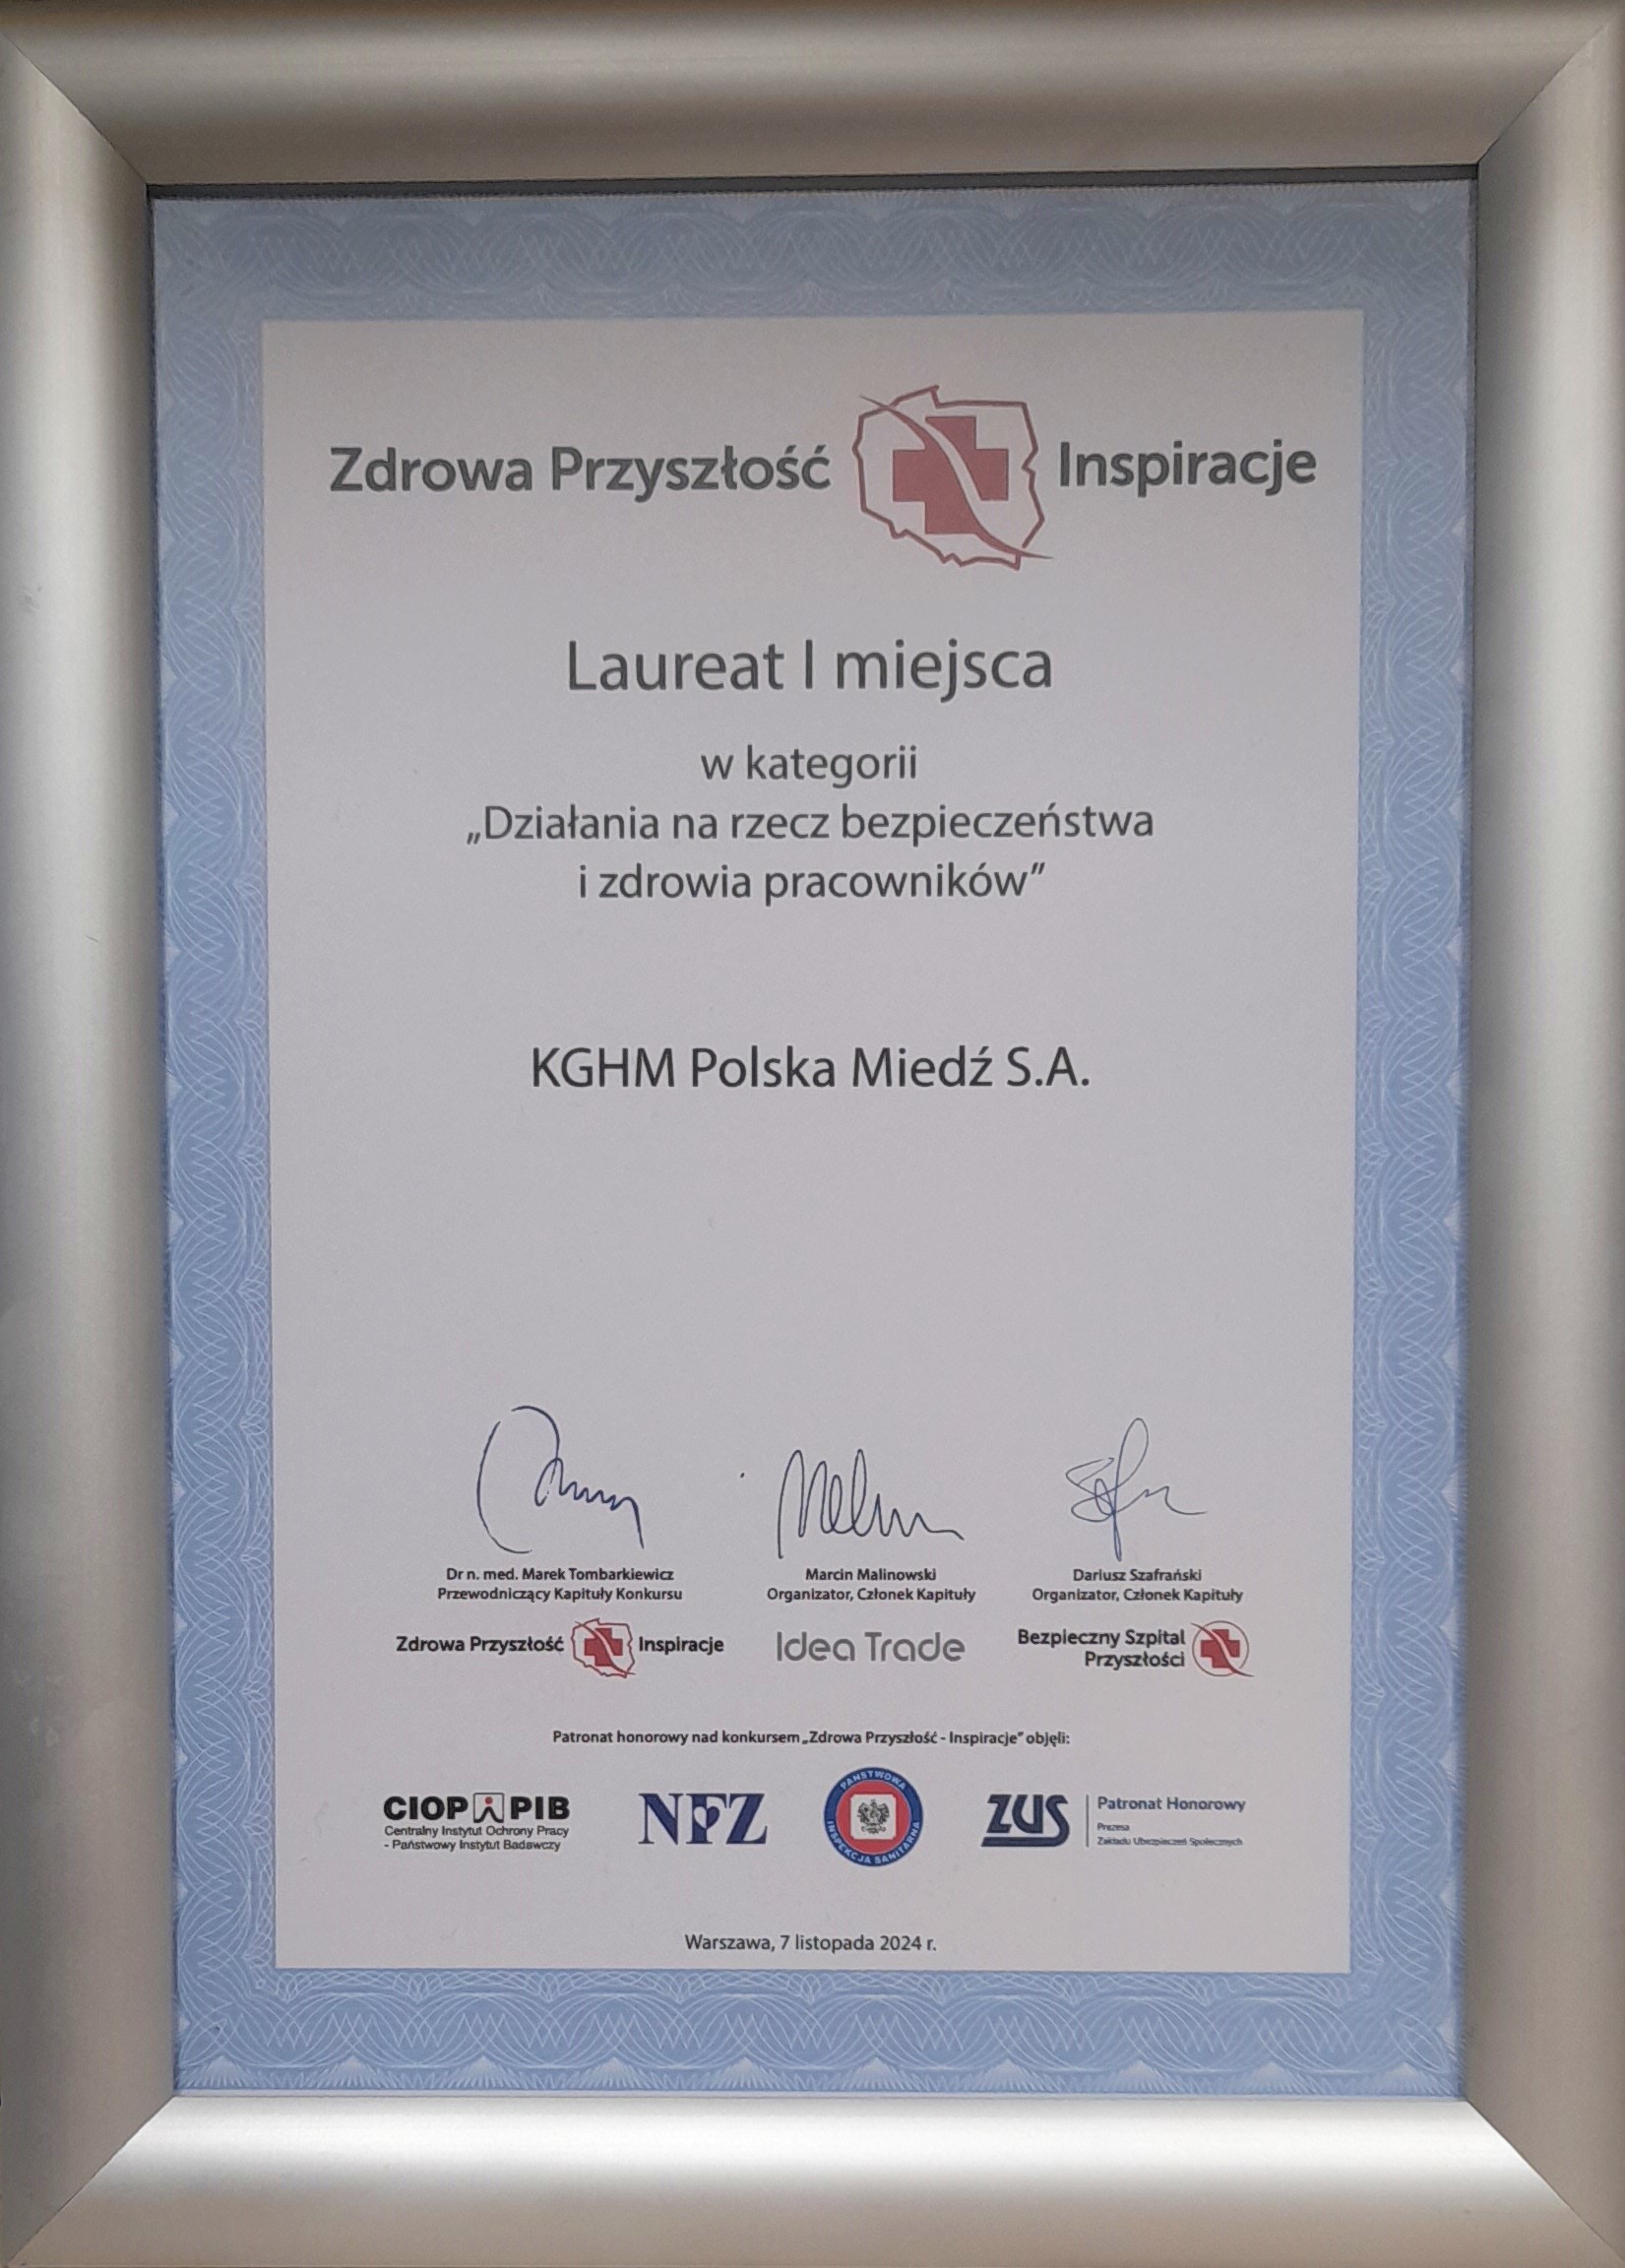 Zdrowa Przyszłość Inspiracje
Laureat I miejsca
w kategorii
„Działania na rzecz bezpieczeństwa
i zdrowia pracowników”
KGHM Polska Miedź S.A.
Dr n. med. Marek Tombarkiewicz
Przewodniczący Kapituły Konkursu
Marcin Malinowski
Organizator, Członek Kapituły
Dariusz Szafrański
Organizator, Członek Kapituły
Zdrowa Przyszłość Inspiracje
Idea Trade
Bezpieczny Szpital
Przyszłości
Patronat honorowy nad konkursem „Zdrowa Przyszłość - Inspiracje” objęli:
CIOP PIB
Centralny Instytut Ochrony Pracy
- Państwowy Instytut Badawczy
NFZ
PAŃSTWOWA
INSPEKCJA SANITARNA
ZUS
Patronat Honorowy
Prezesa
Zakładu Ubezpieczeń Społecznych
Warszawa, 7 listopada 2024 r.